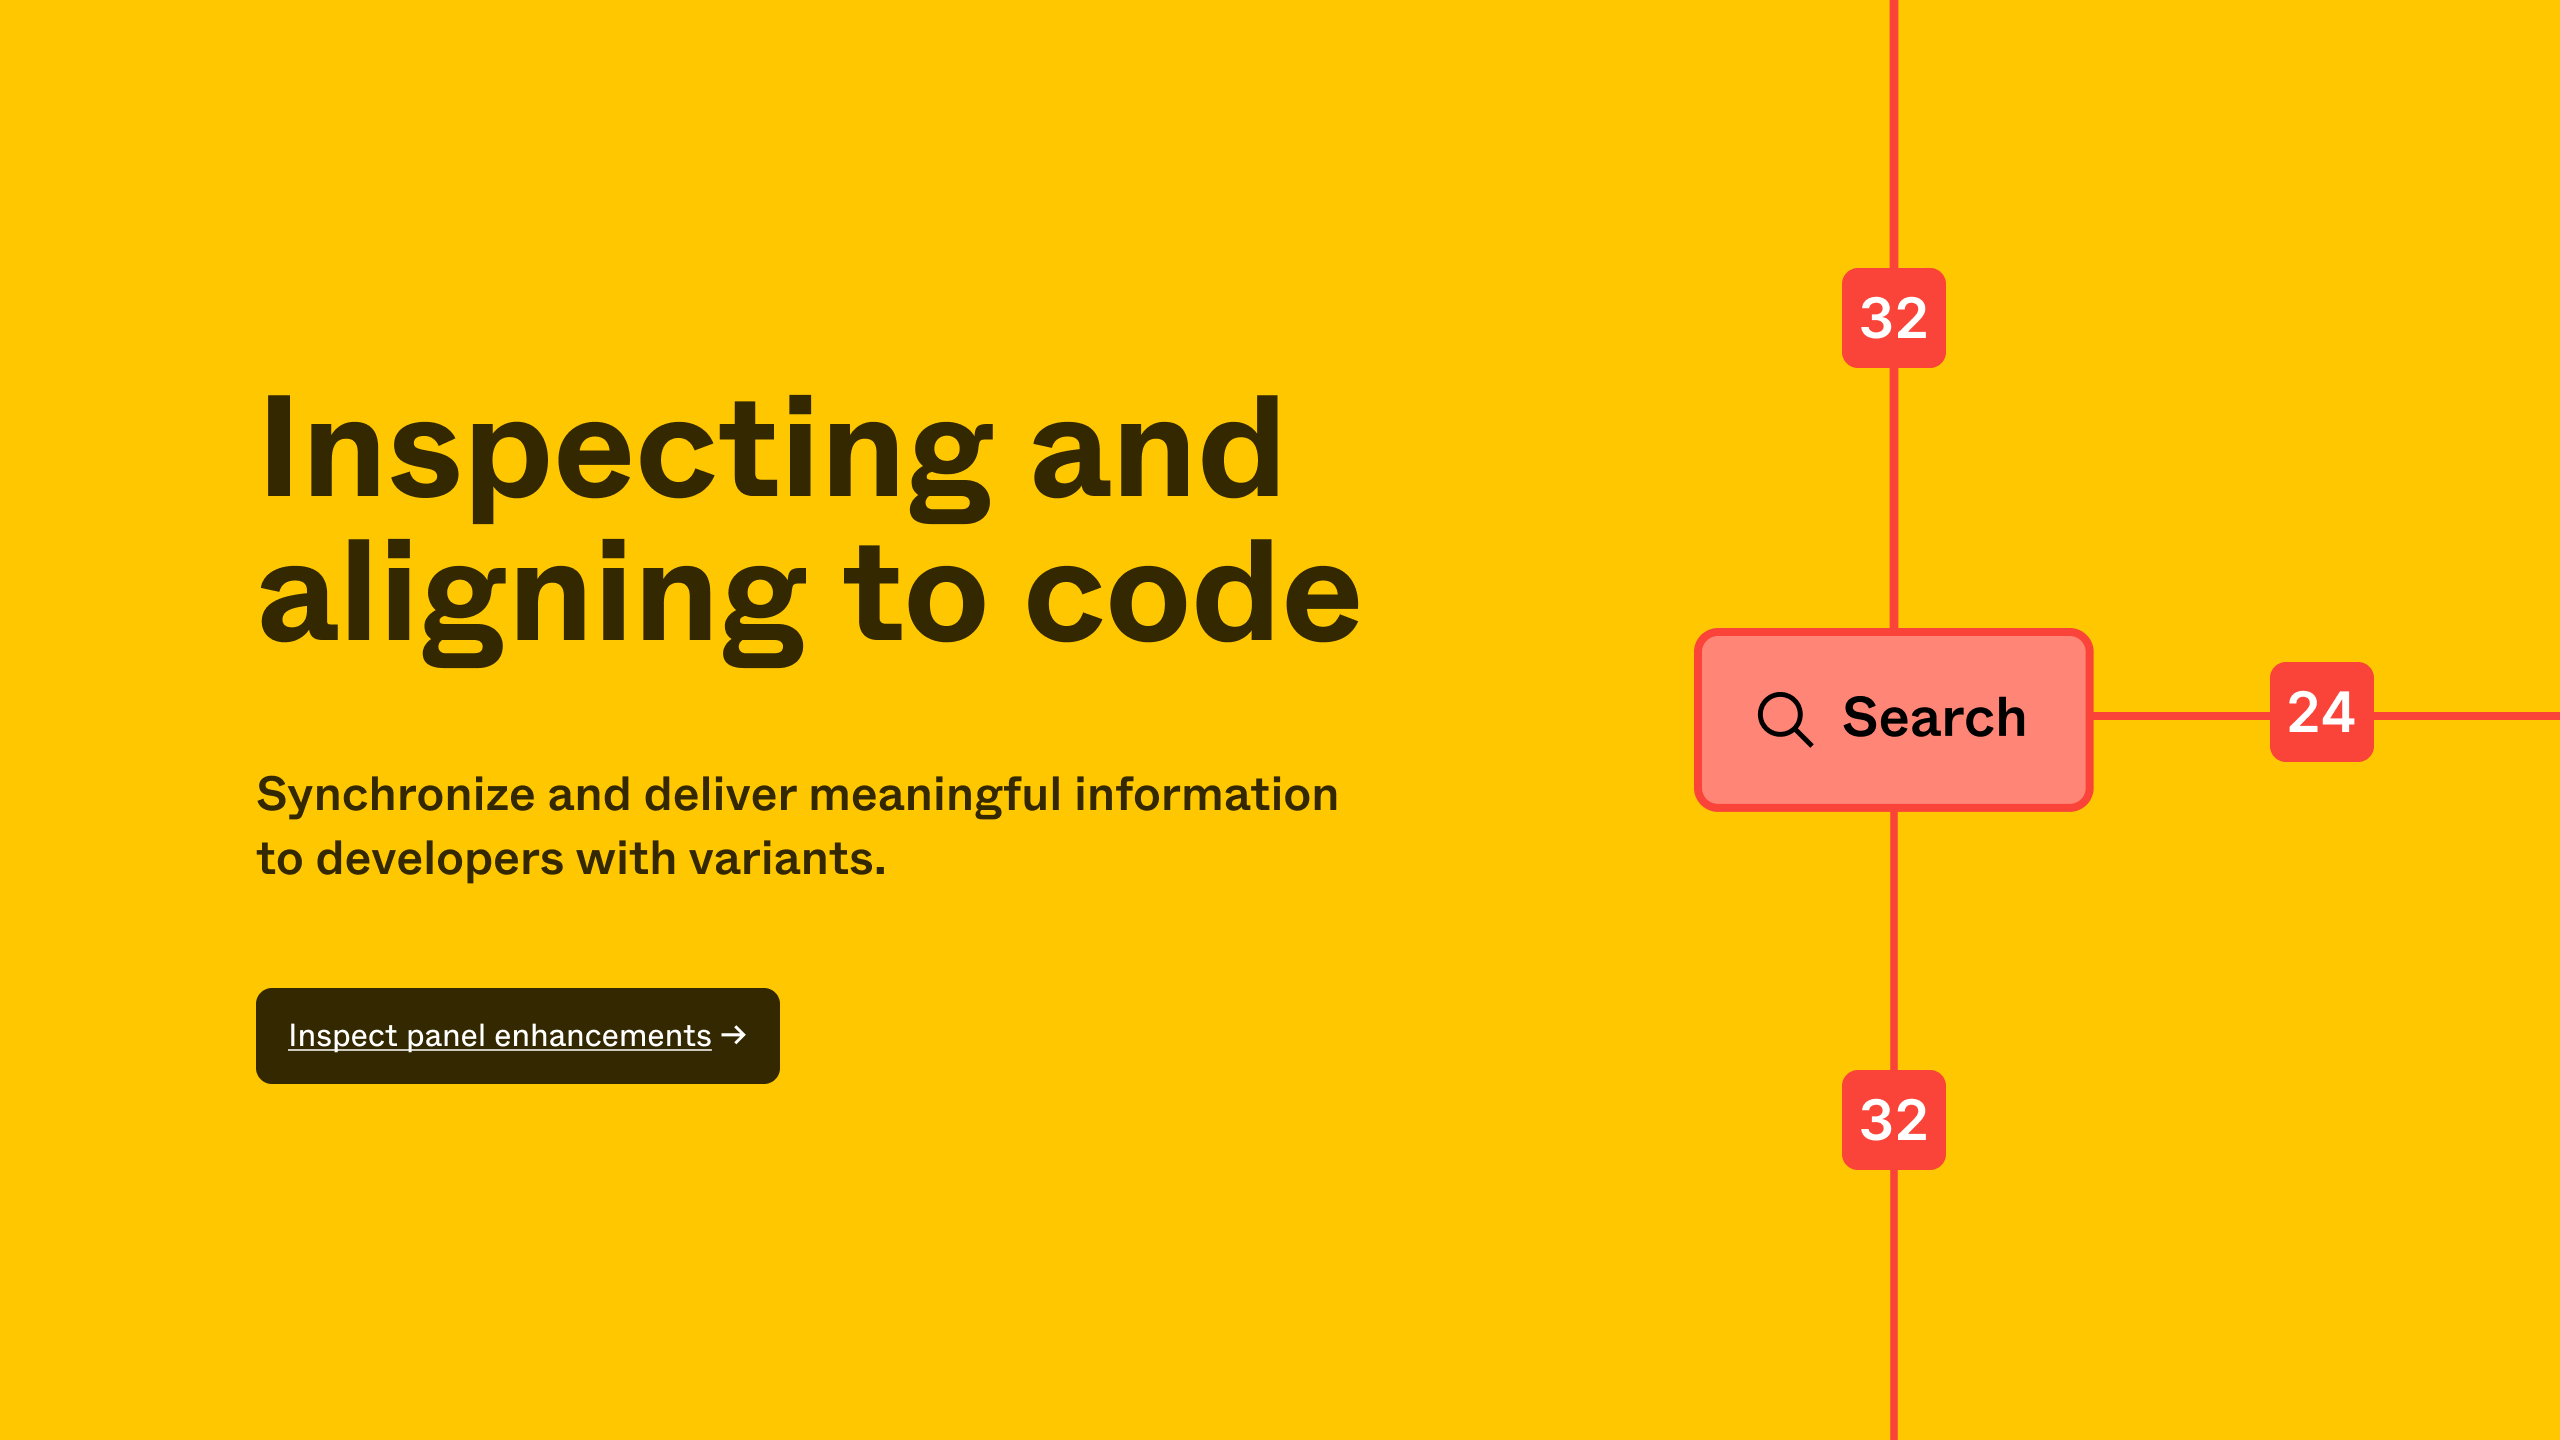 Inspecting and
aligning to code
Synchronize and deliver meaningful information
to developers with variants.
Inspect panel enhancements →
32
Search
24
32